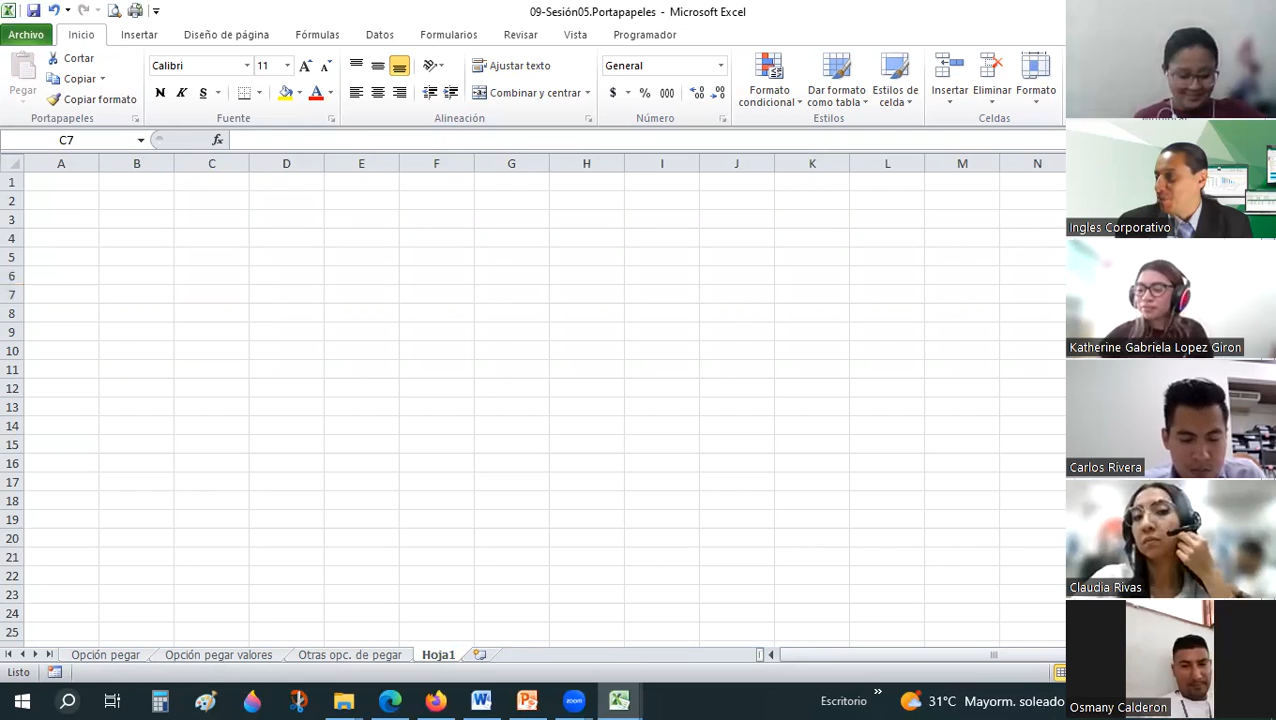 09-Sesión05.Portapapeles - Microsoft Excel
Archivo Inicio Insertar Diseño de página Fórmulas Datos Formularios Revisar Vista Programador
Pegar
Cortar
Copiar
Copiar formato
Portapapeles
Calibri 11
N K S
Fuente
Ajustar texto
Combinar y centrar
Alineación
General
$ % 000
Número
Formato condicional
Dar formato como tabla
Estilos de celda
Estilos
Insertar
Eliminar
Formato
Celdas
C7 fx
A B C D E F G H I J K L M N
1
2
3
4
5
6
7
8
9
10
11
12
13
14
15
16
17
18
19
20
21
22
23
24
25
Opción pegar Opción pegar valores Otras opc. de pegar Hoja1
Listo
Escritorio » 31°C Mayorm. soleado
Ingles Corporativo
Katherine Gabriela Lopez Giron
Carlos Rivera
Claudia Rivas
Osmany Calderon